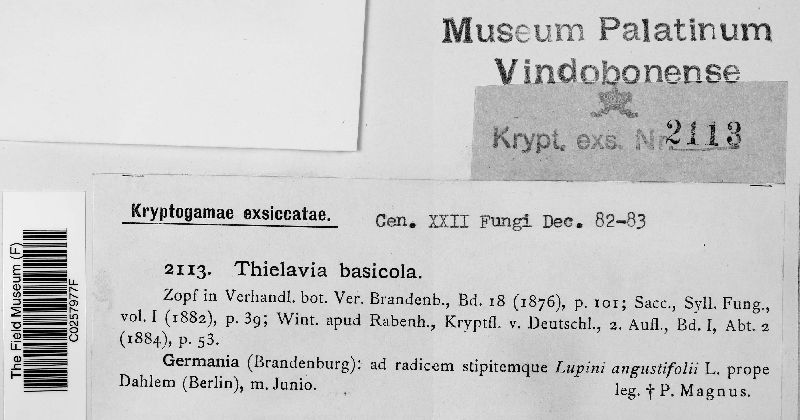 Museum Palatinum
Vindobonense
Krypt. exs. Nr. 2113
Kryptogamae exsiccatae.
Cen. XXII Fungi Dec. 82-83
2113. Thielavia basicola.
Zopf in Verhandl. bot. Ver. Brandenb., Bd. 18 (1876), p. 101; Sacc., Syll. Fung.,
vol. I (1882), p. 39; Wint. apud Rabenh., Kryptfl. v. Deutschl., 2. Aufl., Bd. I, Abt. 2
(1884), p. 53.
Germania (Brandenburg): ad radicem stipitemque Lupini angustifolii L. prope
Dahlem (Berlin), m. Junio.
leg. † P. Magnus.
The Field Museum (F)
C0257977F